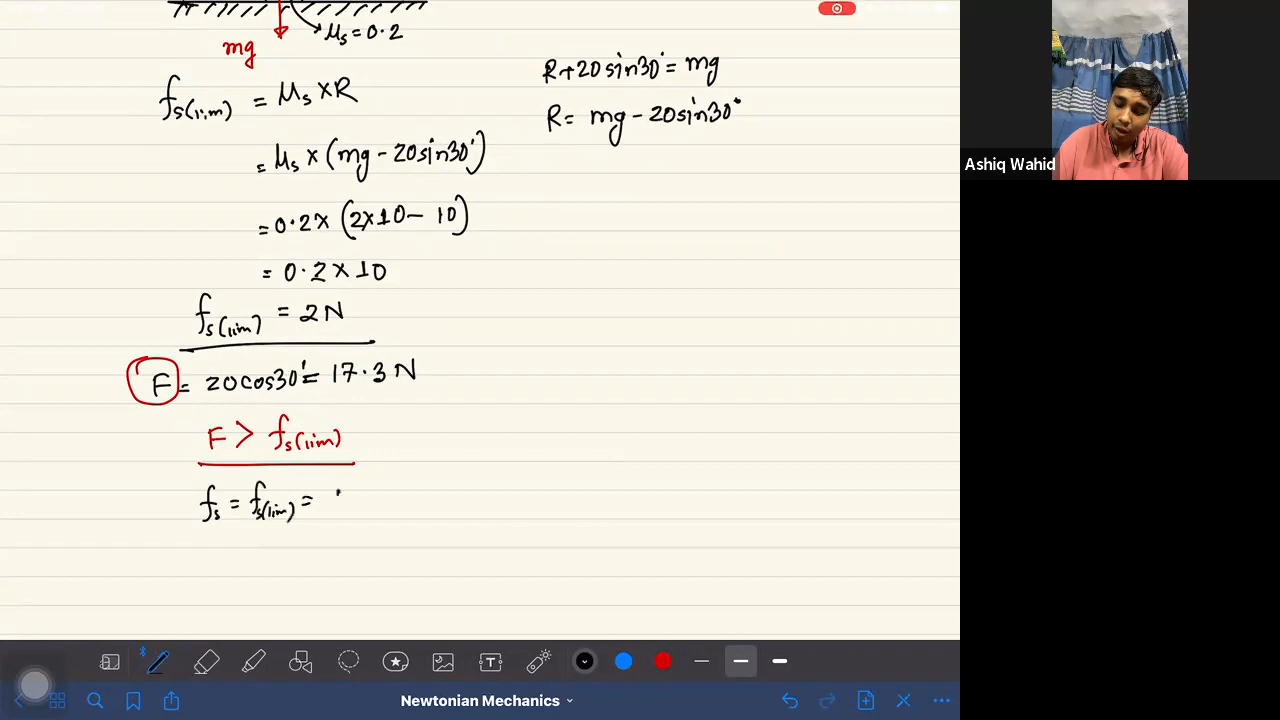 μs = 0.2
mg
fs(lim) = μs × R
= μs × (mg - 20sin30°)
= 0.2 × (2×10 - 10)
= 0.2 × 10
fs(lim) = 2N
F = 20cos30° = 17.3 N
F > fs(lim)
fs = fs(lim) =
R+20sin30° = mg
R = mg - 20sin30°
Ashiq Wahid
T
Newtonian Mechanics